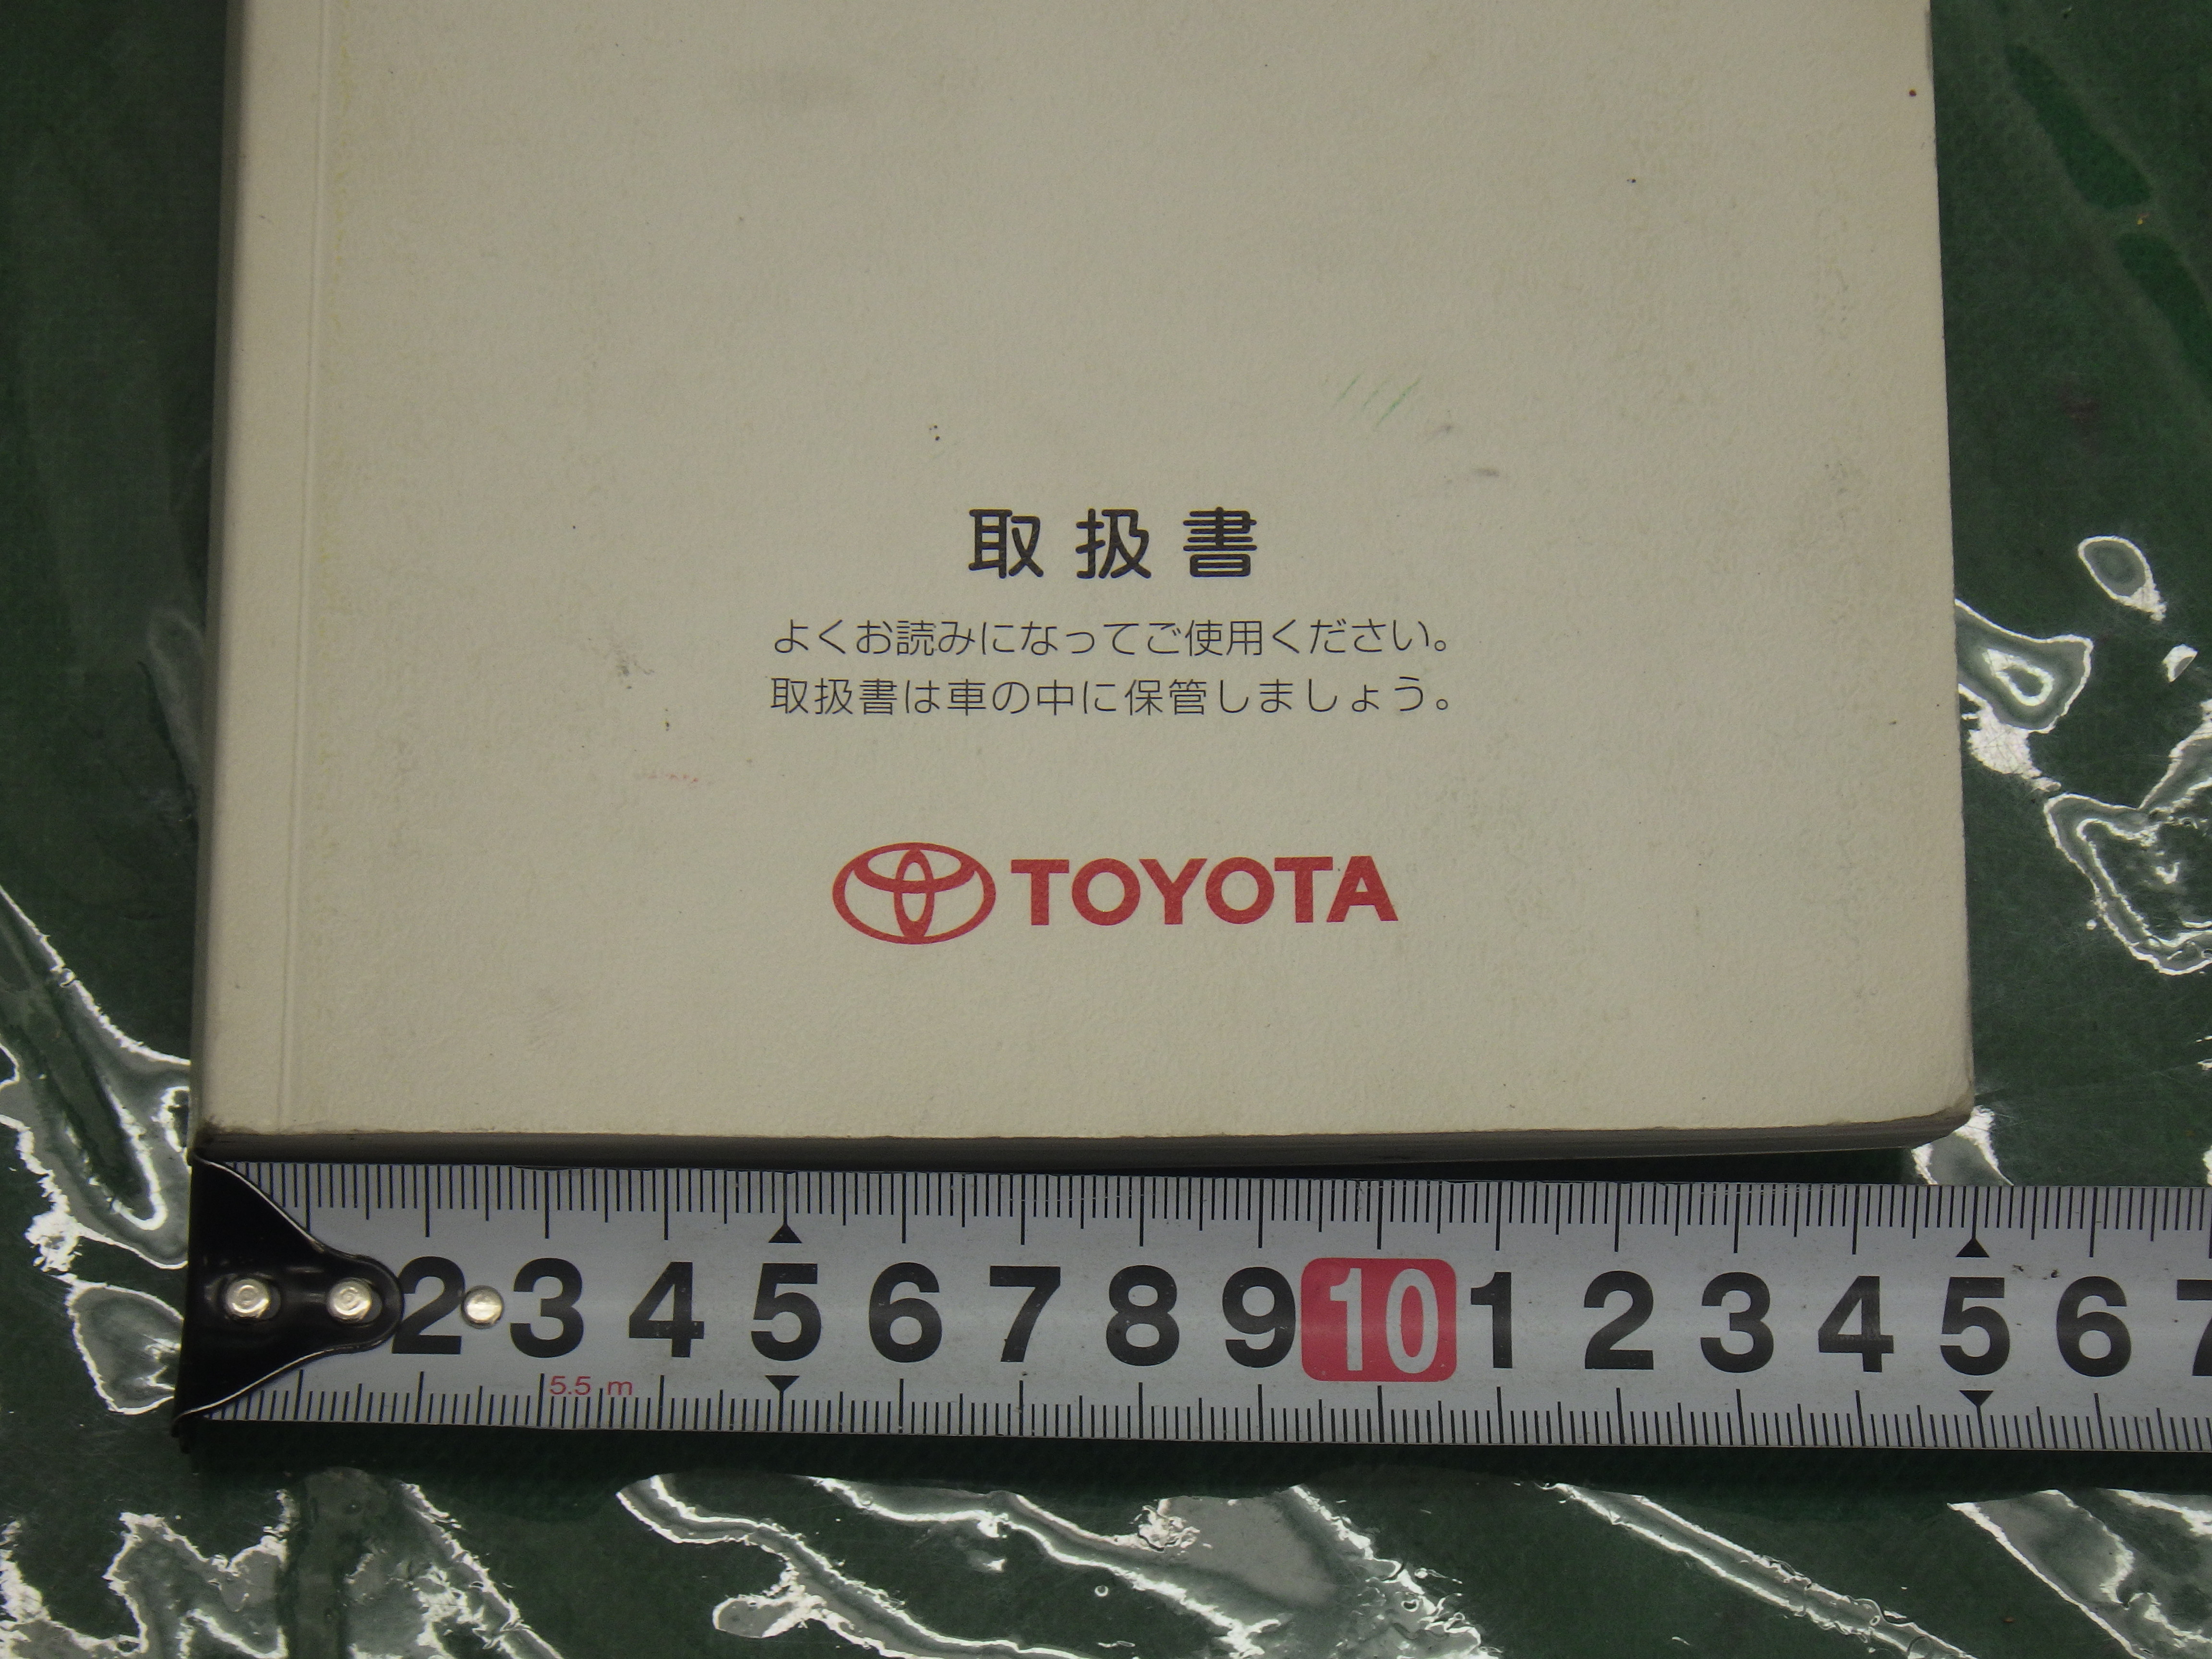 取扱書
よくお読みになってご使用ください。
取扱書は車の中に保管しましょう。
TOYOTA
2 3 4 5 6 7 8 9 10 1 2 3 4 5 6 7
5.5 m